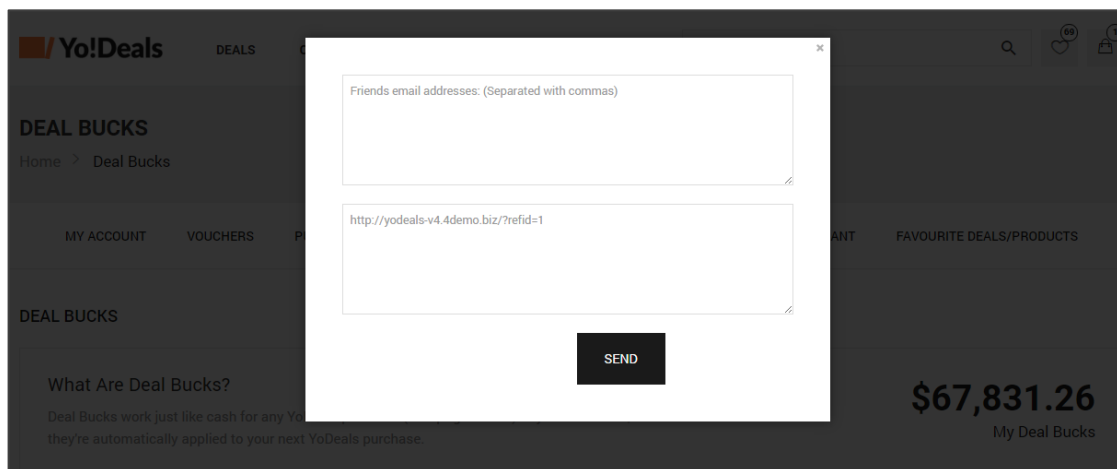 Yo!Deals
DEALS
69
DEAL BUCKS
Home > Deal Bucks
×
Friends email addresses: (Separated with commas)
http://yodeals-v4.4demo.biz/?refid=1
SEND
MY ACCOUNT VOUCHERS
FAVOURITE DEALS/PRODUCTS
DEAL BUCKS
What Are Deal Bucks?
Deal Bucks work just like cash for any
they're automatically applied to your next YoDeals purchase.
$67,831.26
My Deal Bucks